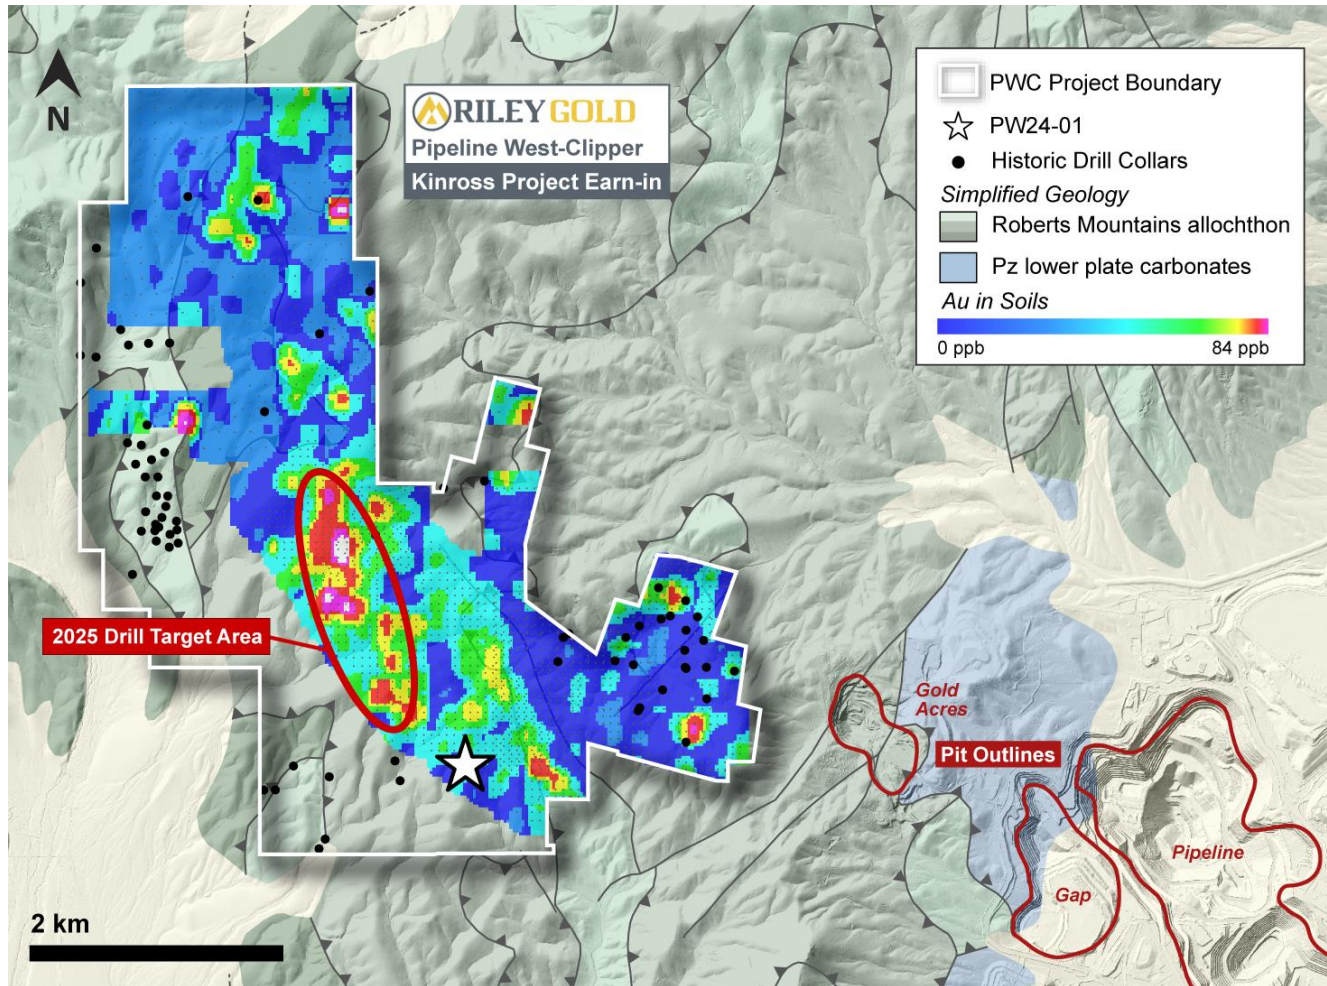 N
RILEY GOLD
Pipeline West-Clipper
Kinross Project Earn-in
PWC Project Boundary
PW24-01
Historic Drill Collars
Simplified Geology
Roberts Mountains allochthon
Pz lower plate carbonates
Au in Soils
0 ppb
84 ppb
2025 Drill Target Area
Gold
Acres
Pit Outlines
Pipeline
Gap
2 km